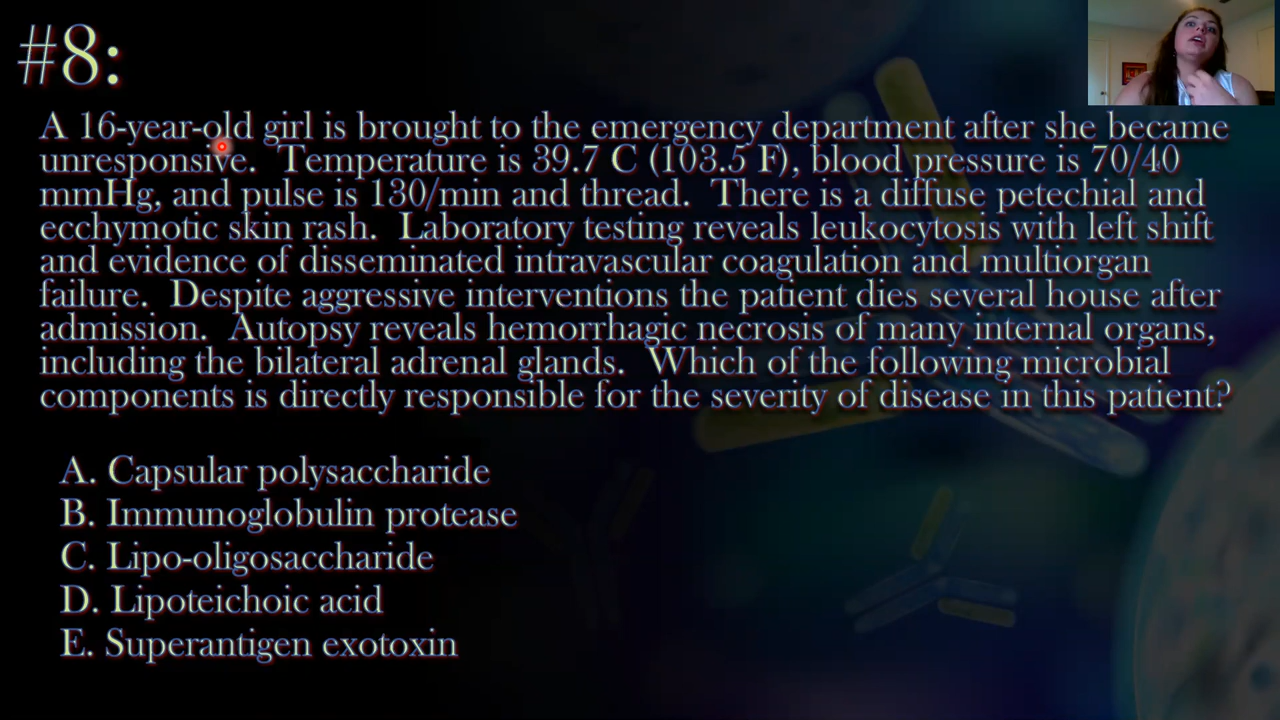 #8:
A 16-year-old girl is brought to the emergency department after she became
unresponsive. Temperature is 39.7 C (103.5 F), blood pressure is 70/40
mmHg, and pulse is 130/min and thread. There is a diffuse petechial and
ecchymotic skin rash. Laboratory testing reveals leukocytosis with left shift
and evidence of disseminated intravascular coagulation and multiorgan
failure. Despite aggressive interventions the patient dies several house after
admission. Autopsy reveals hemorrhagic necrosis of many internal organs,
including the bilateral adrenal glands. Which of the following microbial
components is directly responsible for the severity of disease in this patient?
A. Capsular polysaccharide
B. Immunoglobulin protease
C. Lipo-oligosaccharide
D. Lipoteichoic acid
E. Superantigen exotoxin